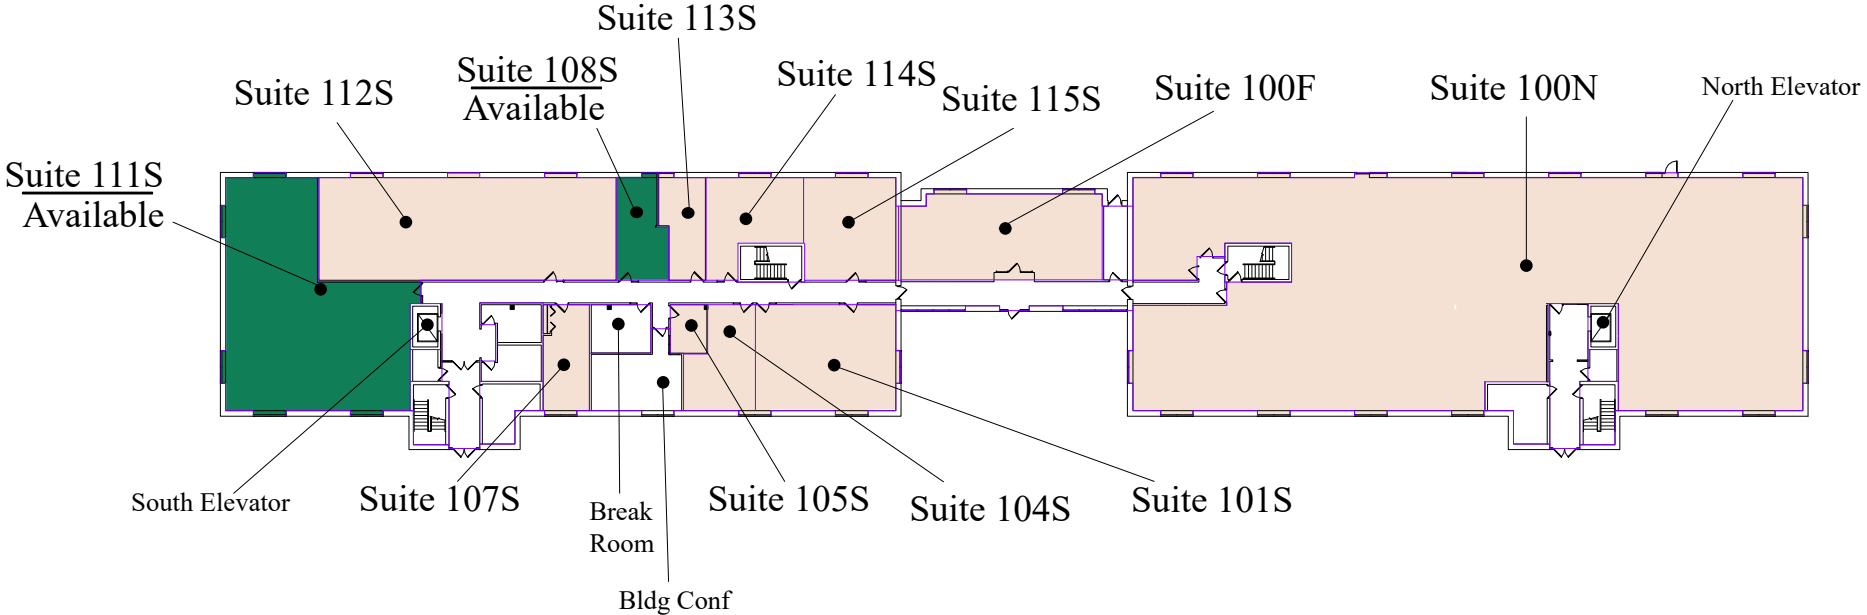 Suite 113S
Suite 108S
Available
Suite 114S
Suite 112S
Suite 115S
Suite 100F
Suite 100N
North Elevator
Suite 111S
Available
South Elevator
Suite 107S
Break
Room
Suite 105S
Suite 104S
Suite 101S
Bldg Conf